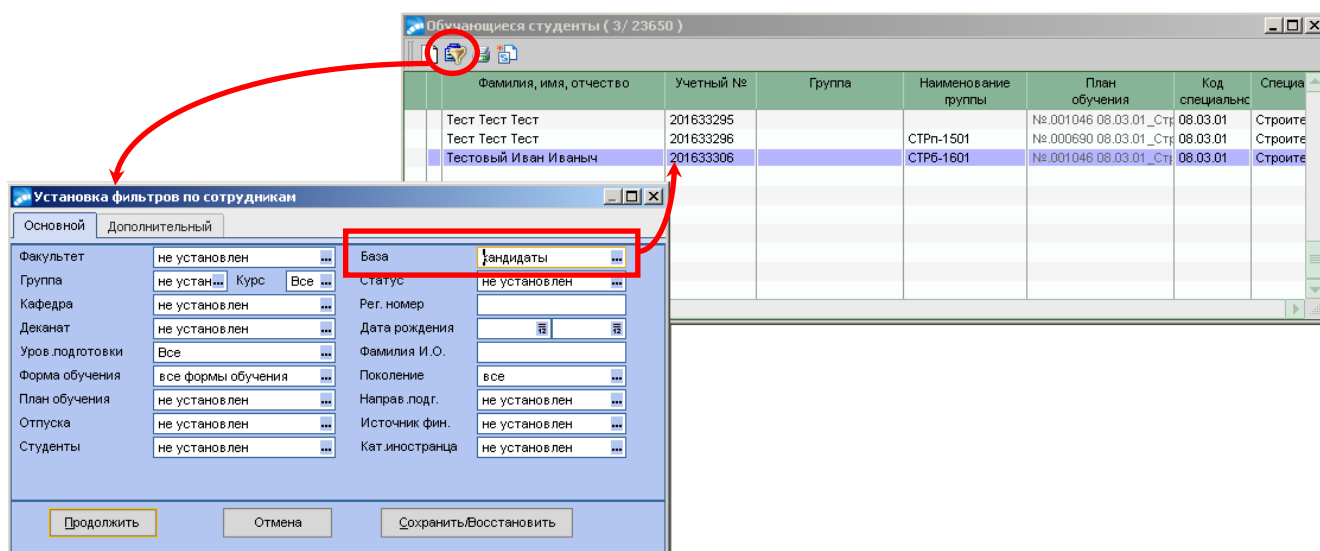 Обучающиеся студенты ( 3/ 23650 )
Фамилия, имя, отчество Учетный № Группа Наименование группы План обучения Код специальнс Специа
Тест Тест Тест 201633295 №.001046 08.03.01_Стр 08.03.01 Строите
Тест Тест Тест 201633296 СТРп-1501 №.000690 08.03.01_Стр 08.03.01 Строите
Тестовый Иван Иваныч 201633306 СТРб-1601 №.001046 08.03.01_Стр 08.03.01 Строите
Установка фильтров по сотрудникам
Основной Дополнительный
Факультет не установлен ... База кандидаты ...
Группа не устан... Курс Все ... Статус не установлен ...
Кафедра не установлен ... Рег. номер
Деканат не установлен ... Дата рождения 12 12
Уров.подготовки Все ... Фамилия И.О.
Форма обучения все формы обучения ... Поколение все ...
План обучения не установлен ... Направ.подг. не установлен ...
Отпуска не установлен ... Источник фин. не установлен ...
Студенты не установлен ... Кат.иностранца не установлен ...
Продолжить Отмена Сохранить/Восстановить